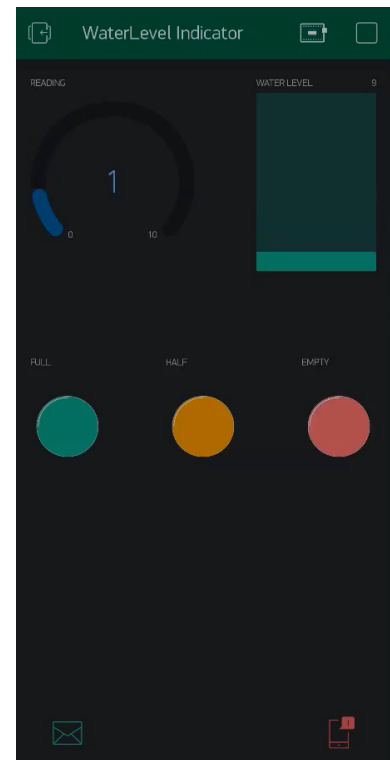 WaterLevel Indicator
READING
WATER LEVEL 9
1
0 10
FULL HALF EMPTY